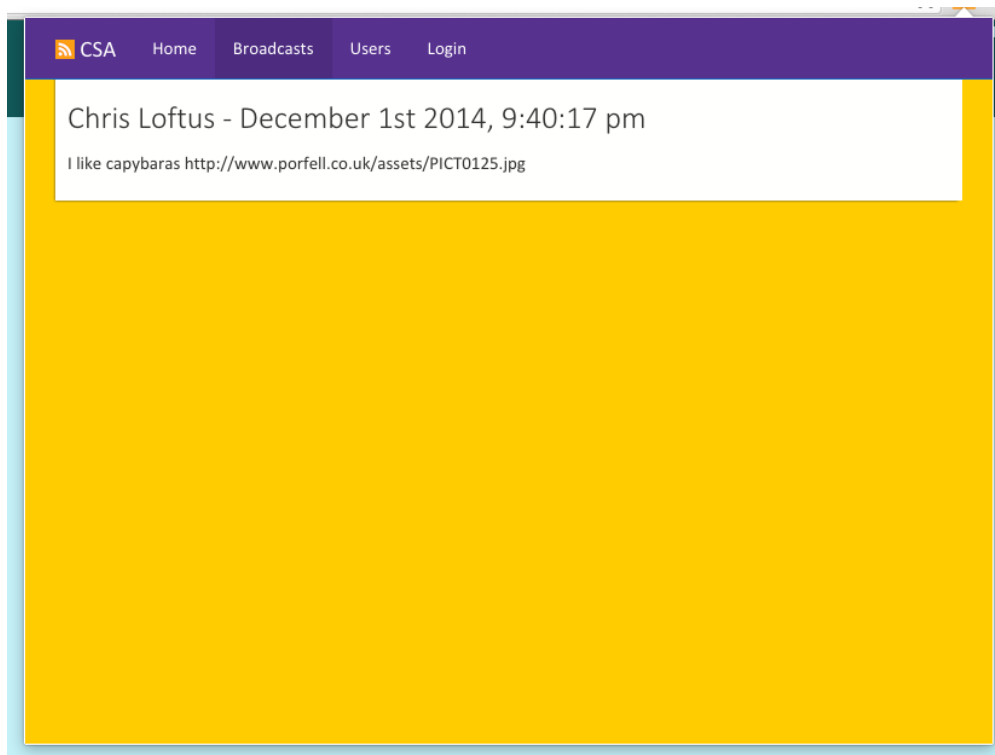 CSA Home Broadcasts Users Login
Chris Loftus - December 1st 2014, 9:40:17 pm
I like capybaras http://www.porfell.co.uk/assets/PICT0125.jpg